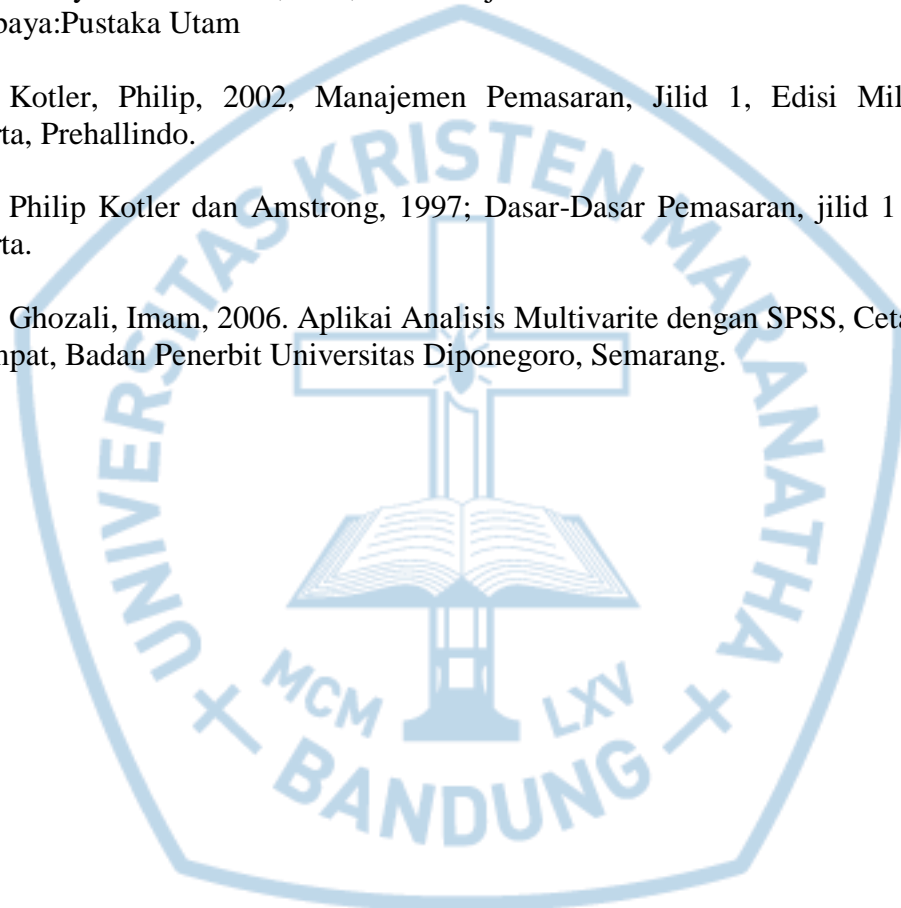 baya:Pustaka Utam
Kotler, Philip, 2002, Manajemen Pemasaran, Jilid 1, Edisi Mil
rta, Prehallindo.
Philip Kotler dan Amstrong, 1997; Dasar-Dasar Pemasaran, jilid 1
rta.
Ghozali, Imam, 2006. Aplikai Analisis Multivarite dengan SPSS, Ceta
npat, Badan Penerbit Universitas Diponegoro, Semarang.
UNIVERSITAS KRISTEN MARANATHA
MCM LXV
BANDUNG